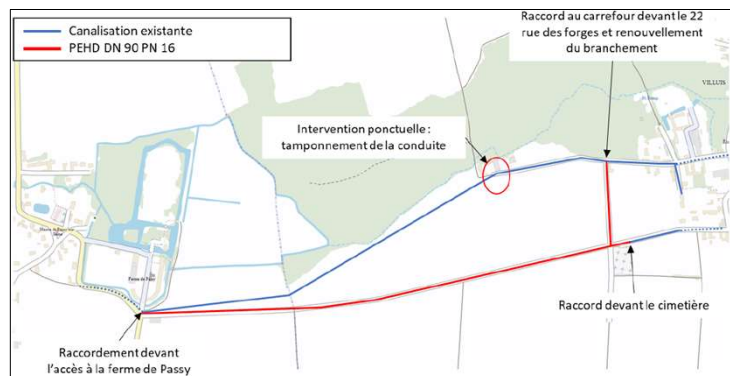 Canalisation existante
PEHD DN 90 PN 16
Raccord au carrefour devant le 22
rue des forges et renouvellement
du branchement
VILLUIS
Intervention ponctuelle :
tamponnement de la conduite
Raccord devant le cimetière
Raccordement devant
l'accès à la ferme de Passy